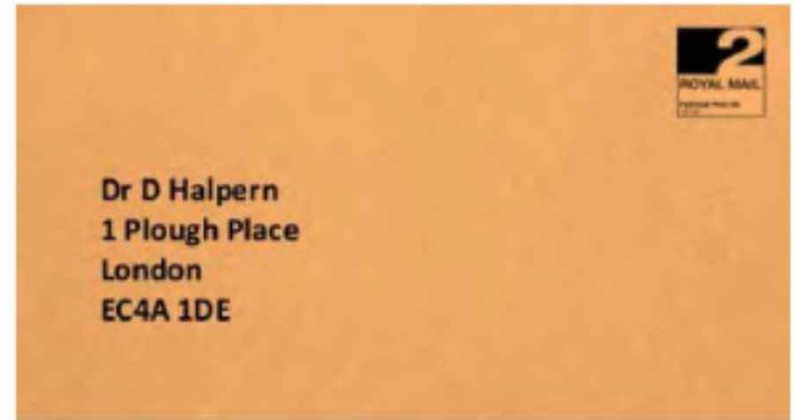 2
ROYAL MAIL
Dr D Halpern
1 Plough Place
London
EC4A 1DE